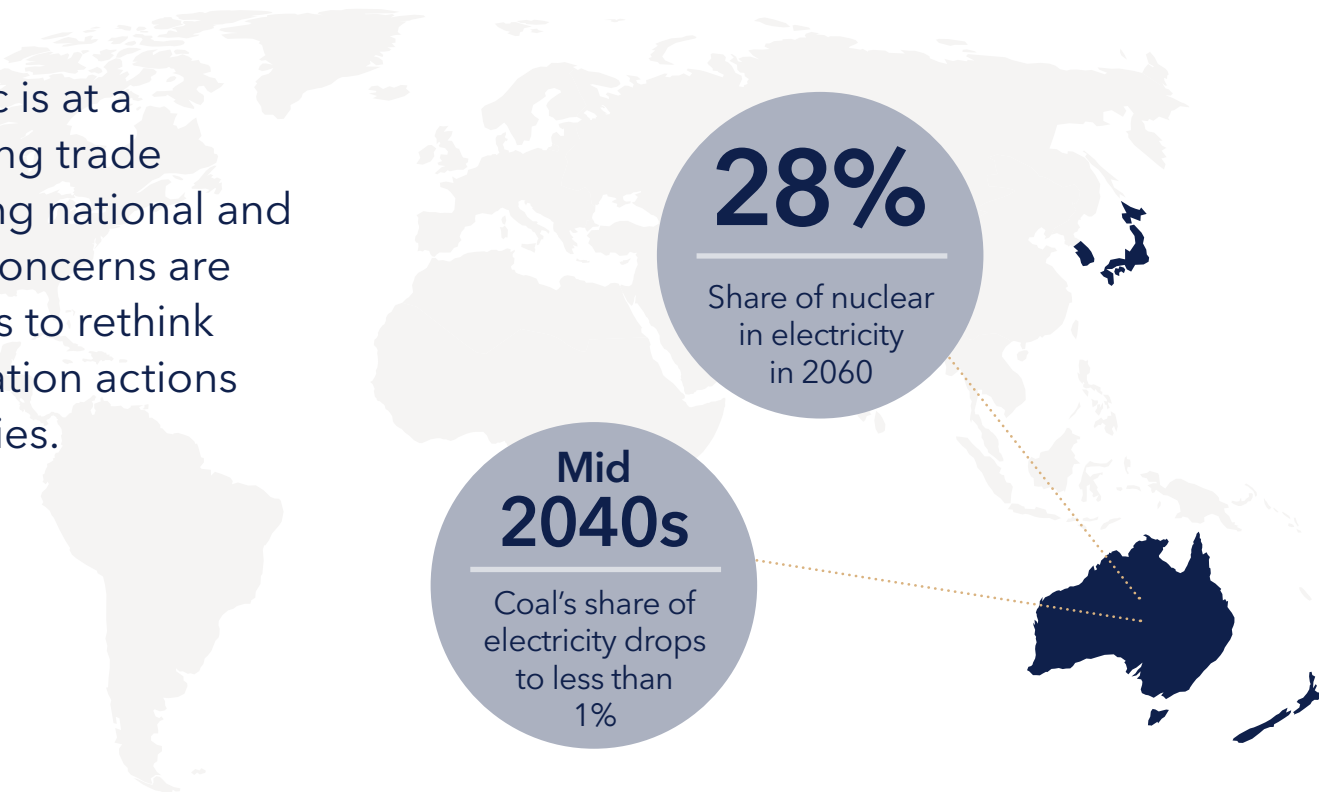 c is at a
ng trade
ng national and
oncerns are
s to rethink
ation actions
ies.
28%
Share of nuclear
in electricity
in 2060
Mid
2040s
Coal’s share of
electricity drops
to less than
1%